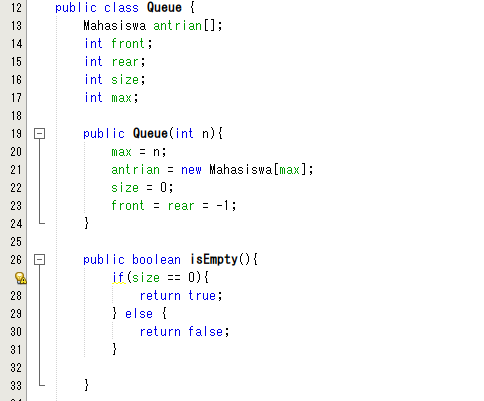 12 public class Queue {
13 Mahasiswa antrian[];
14 int front;
15 int rear;
16 int size;
17 int max;
18
19 public Queue(int n){
20 max = n;
21 antrian = new Mahasiswa[max];
22 size = 0;
23 front = rear = -1;
24 }
25
26 public boolean isEmpty(){
if(size == 0){
28 return true;
29 } else {
30 return false;
31 }
32
33 }